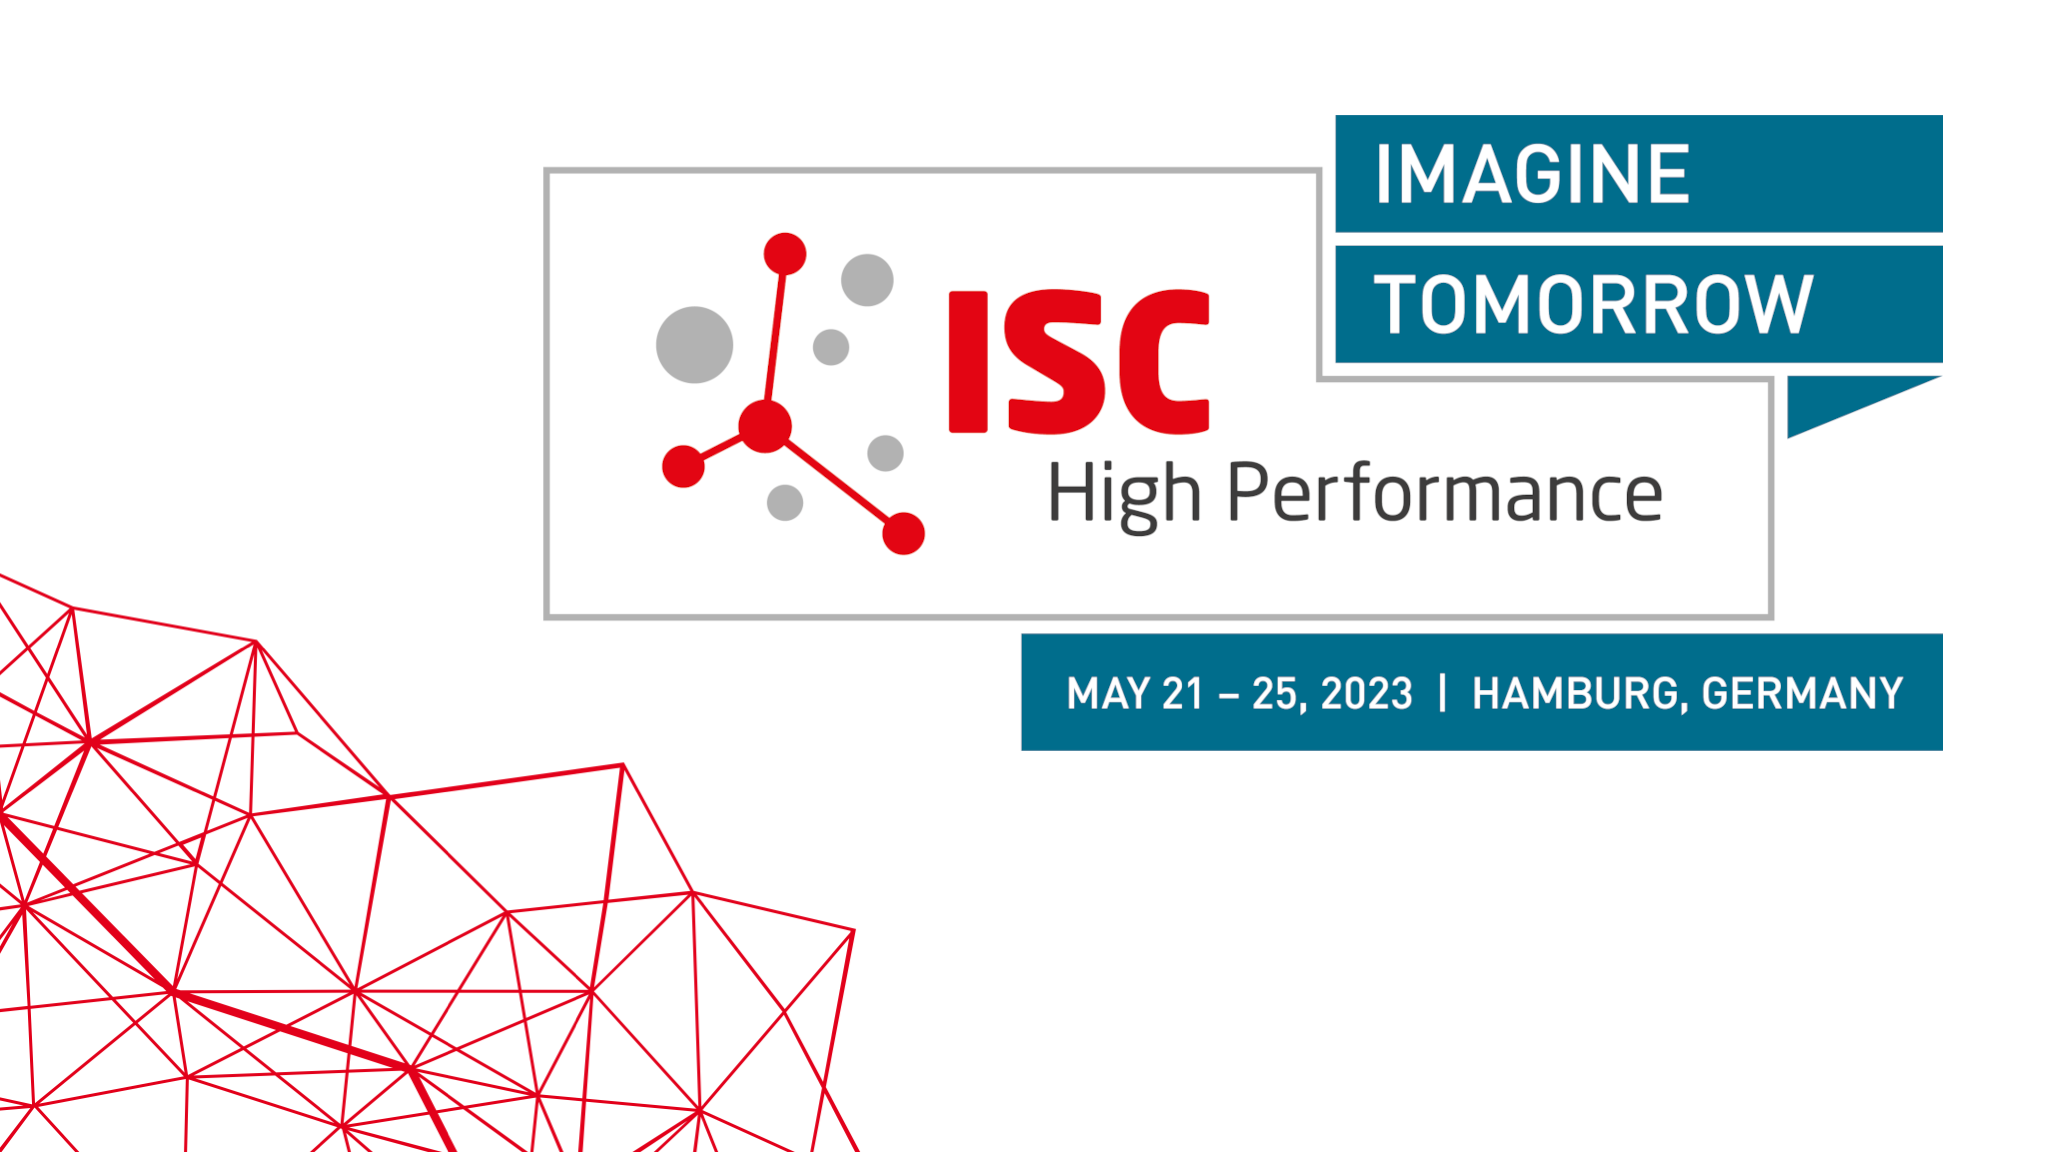 IMAGINE
TOMORROW
ISC
High Performance
MAY 21 – 25, 2023 | HAMBURG, GERMANY